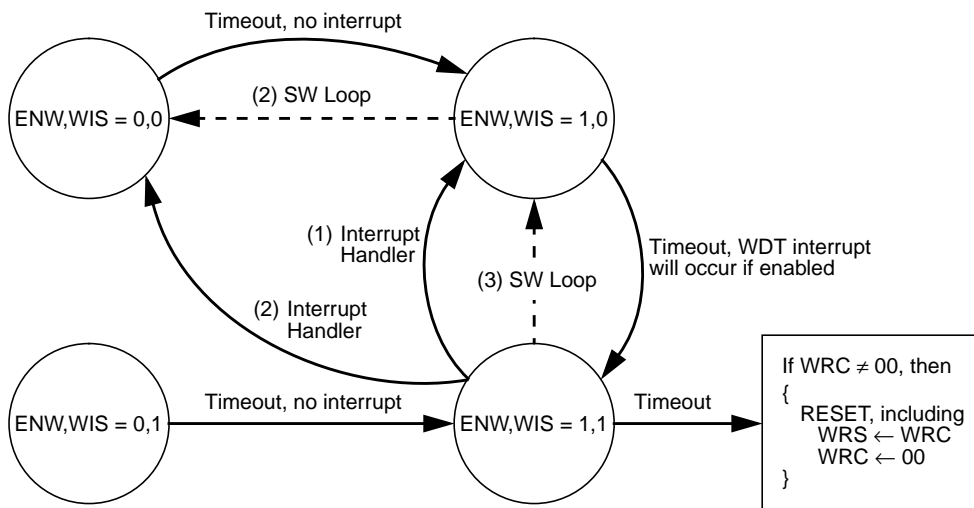 Timeout, no interrupt
(2) SW Loop
ENW,WIS = 0,0
ENW,WIS = 1,0
(1) Interrupt
Handler
Timeout, WDT interrupt
will occur if enabled
(3) SW Loop
(2) Interrupt
Handler
If WRC ≠ 00, then
{
RESET, including
WRS ← WRC
WRC ← 00
}
Timeout, no interrupt
Timeout
ENW,WIS = 0,1
ENW,WIS = 1,1